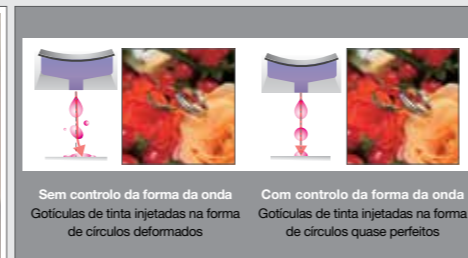 Sem controlo da forma da onda
Gotículas de tinta injetadas na forma
de círculos deformados
Com controlo da forma da onda
Gotículas de tinta injetadas na forma
de círculos quase perfeitos